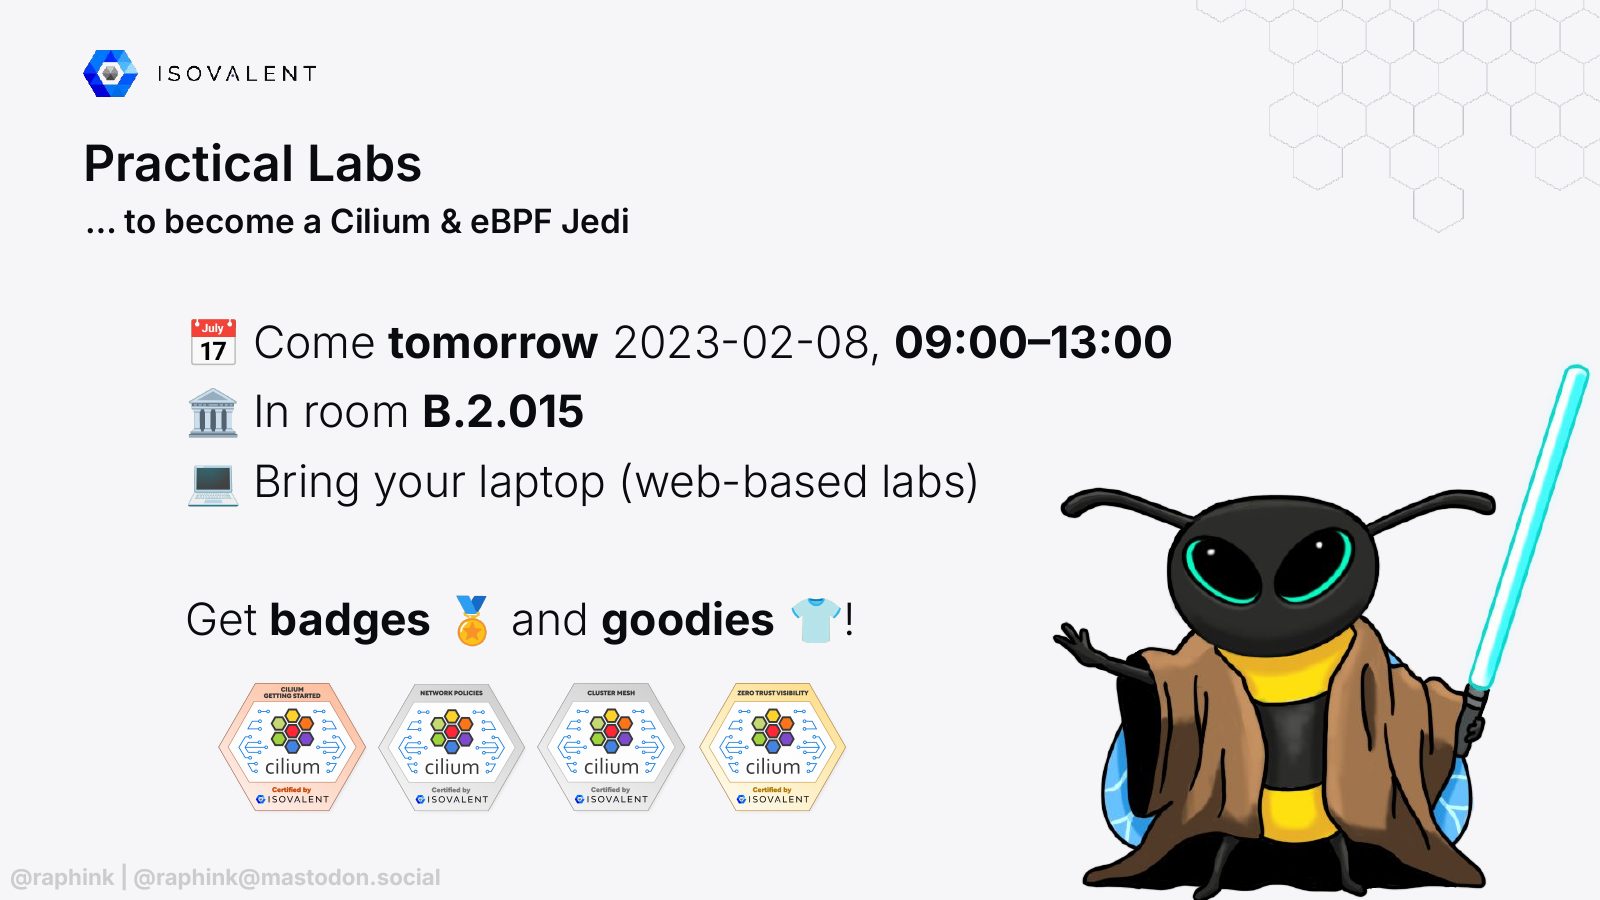 ISOVALENT
Practical Labs
... to become a Cilium & eBPF Jedi
July
17
Come tomorrow 2023-02-08, 09:00–13:00
In room B.2.015
Bring your laptop (web-based labs)
Get badges and goodies !
CILIUM
GETTING STARTED
cilium
Certified by
ISOVALENT
NETWORK POLICIES
cilium
Certified by
ISOVALENT
CLUSTER MESH
cilium
Certified by
ISOVALENT
ZERO TRUST VISIBILITY
cilium
Certified by
ISOVALENT
@raphink | @raphink@mastodon.social